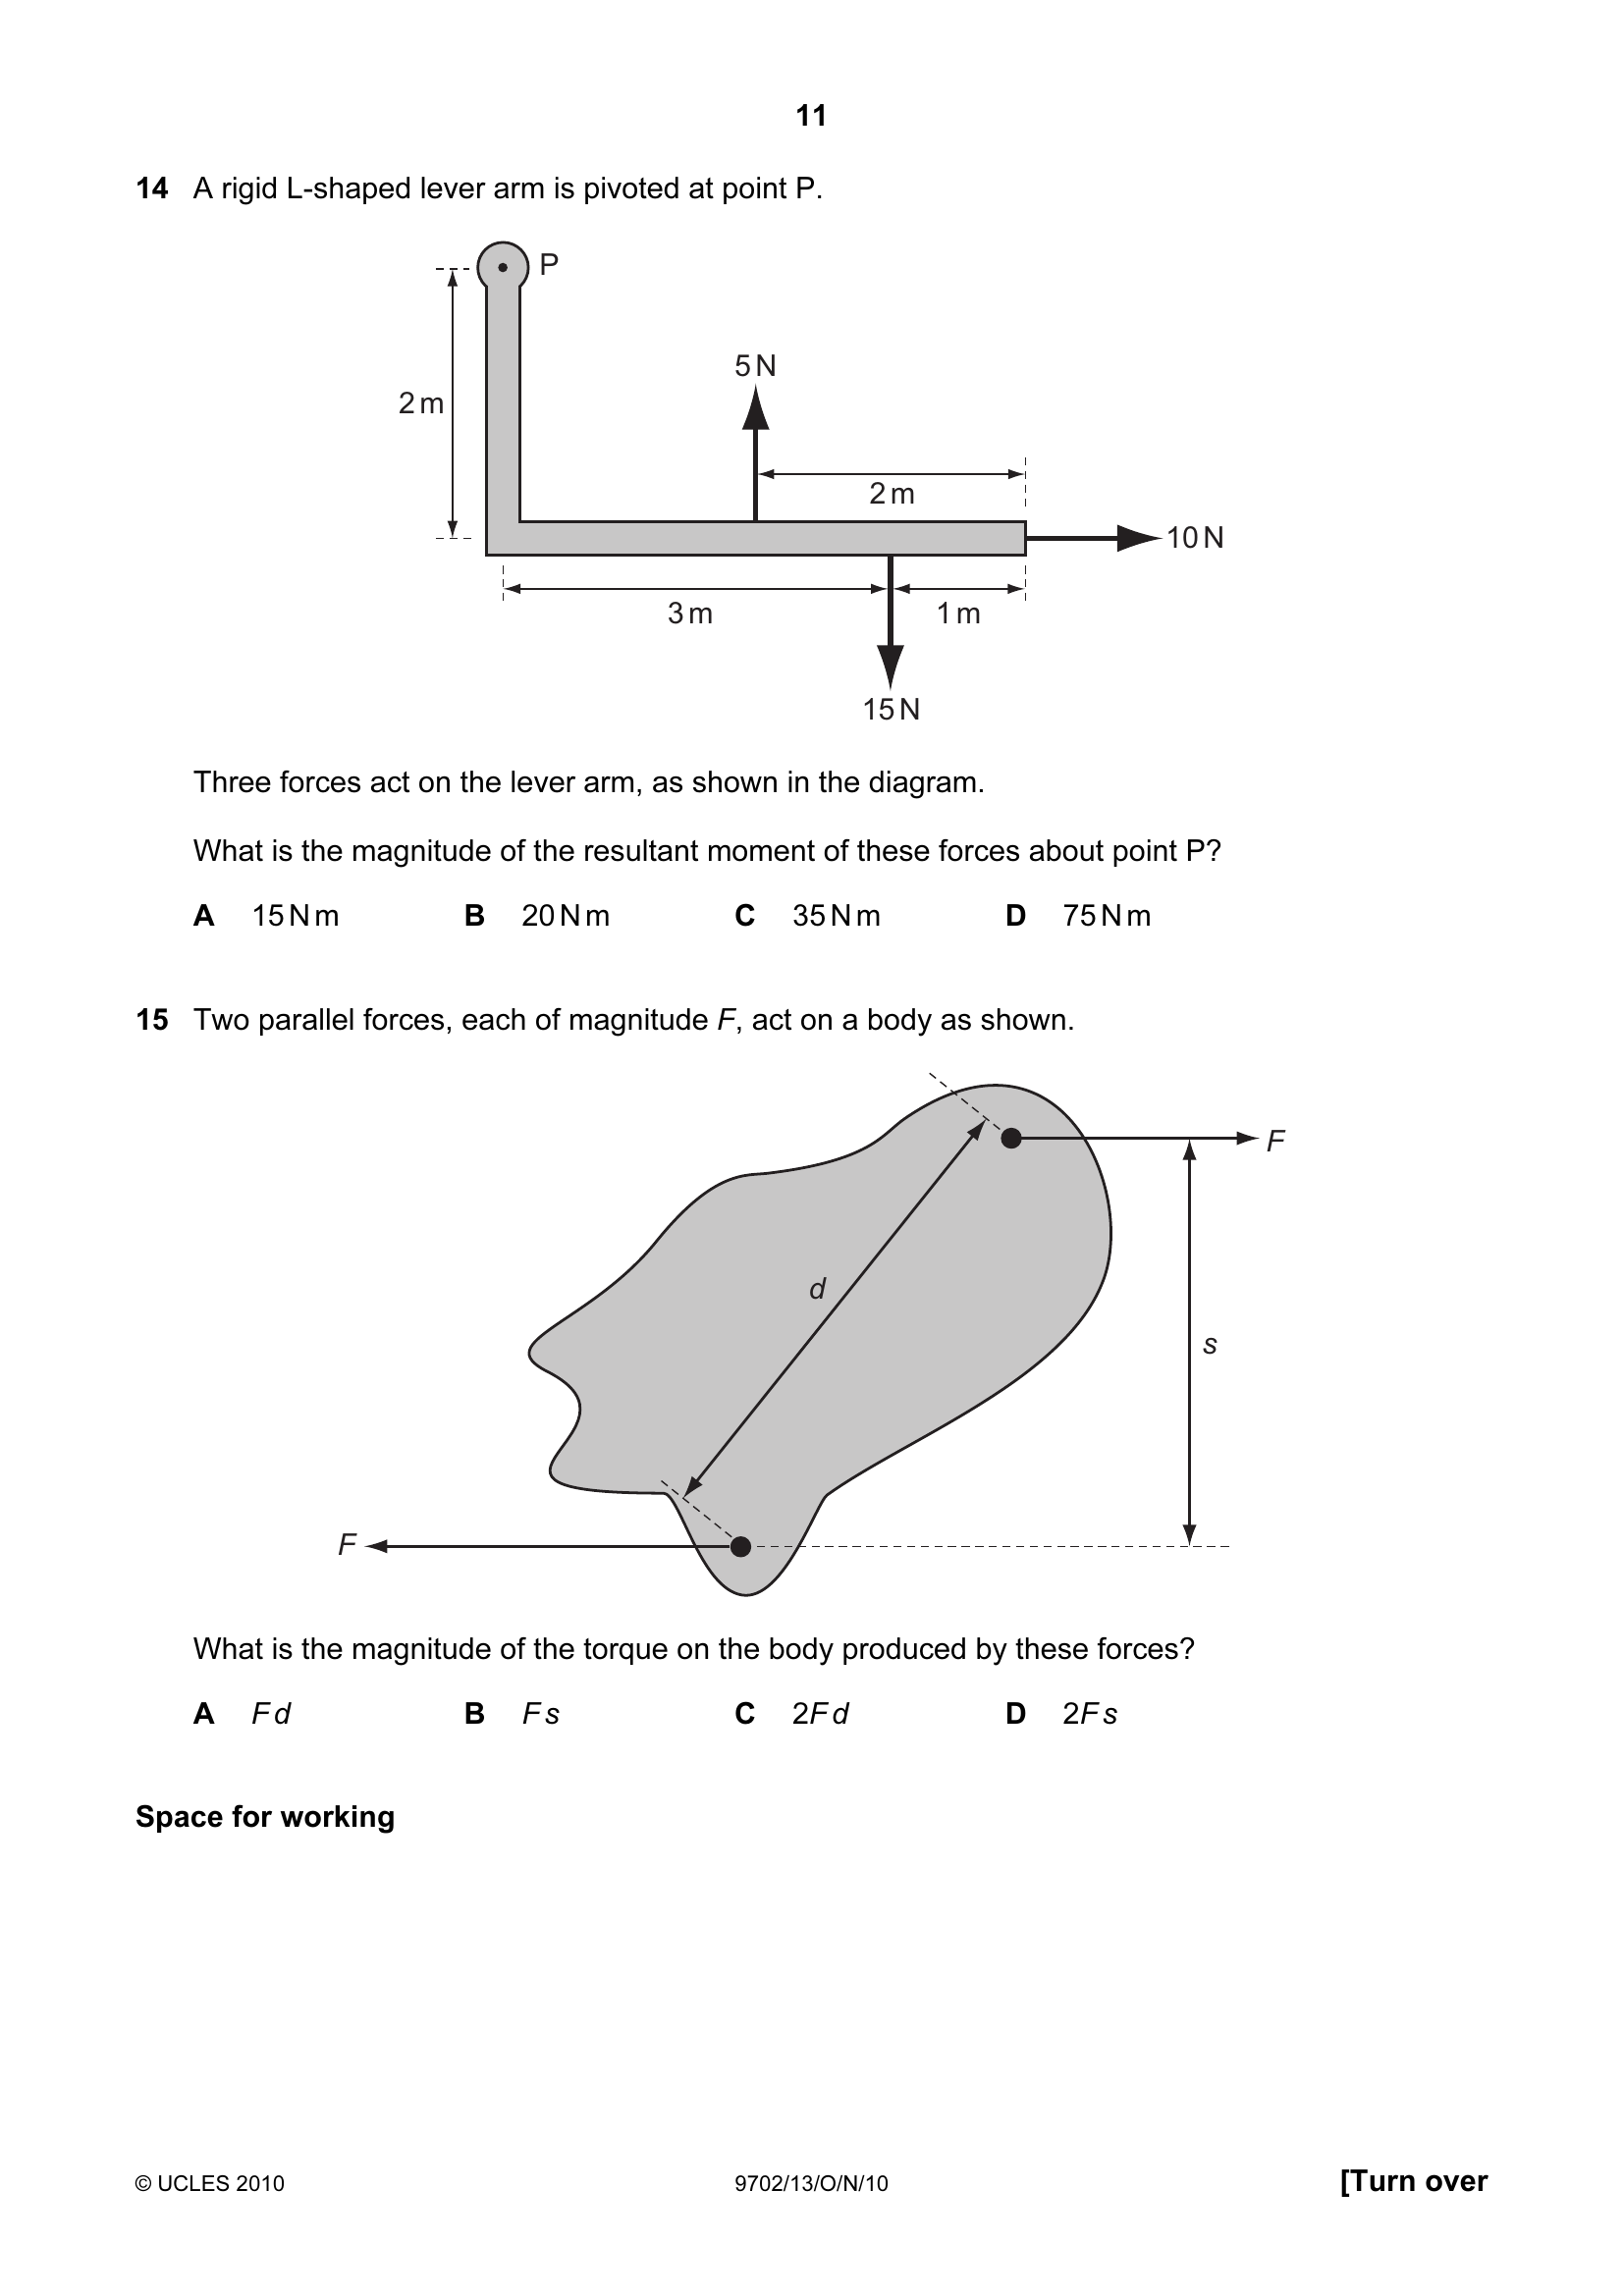 11
14 A rigid L-shaped lever arm is pivoted at point P.
P
5 N
2 m
2 m
10 N
3 m 1 m
15 N
Three forces act on the lever arm, as shown in the diagram.
What is the magnitude of the resultant moment of these forces about point P?
A 15 N m B 20 N m C 35 N m D 75 N m
15 Two parallel forces, each of magnitude F, act on a body as shown.
F
d
s
F
What is the magnitude of the torque on the body produced by these forces?
A F d B F s C 2F d D 2F s
Space for working
© UCLES 2010 9702/13/O/N/10 [Turn over